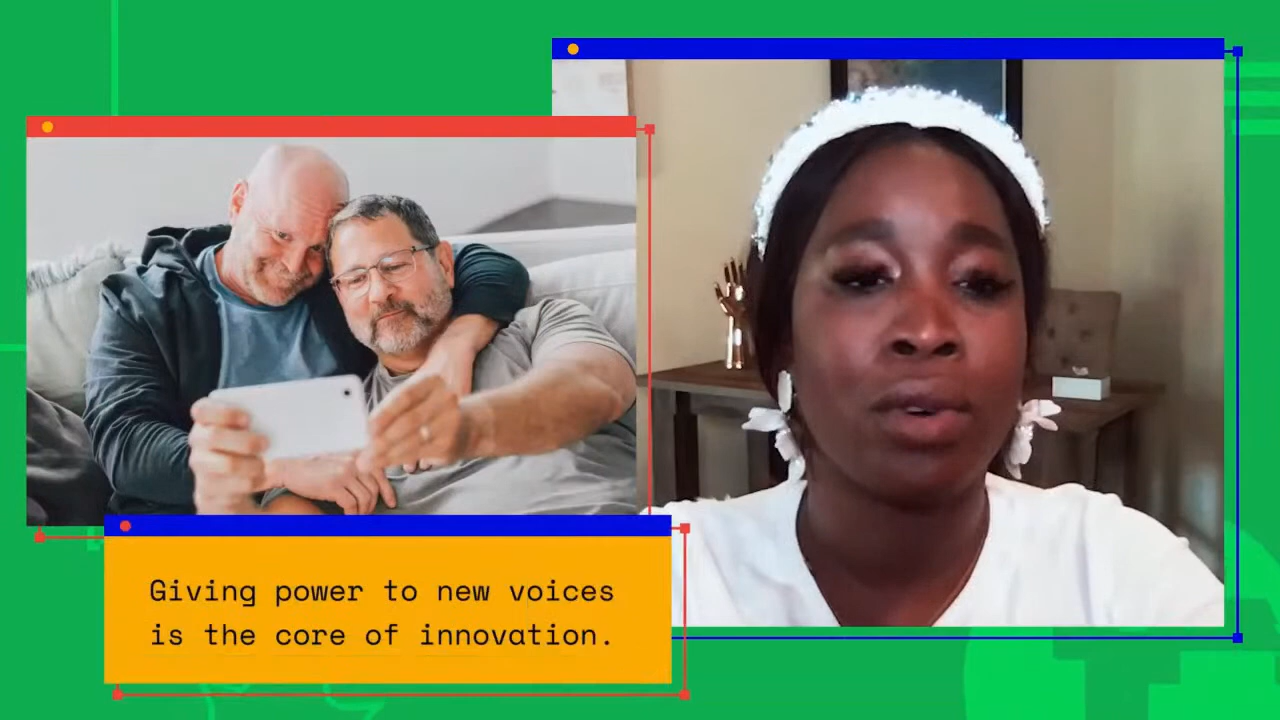 Giving power to new voices
is the core of innovation.